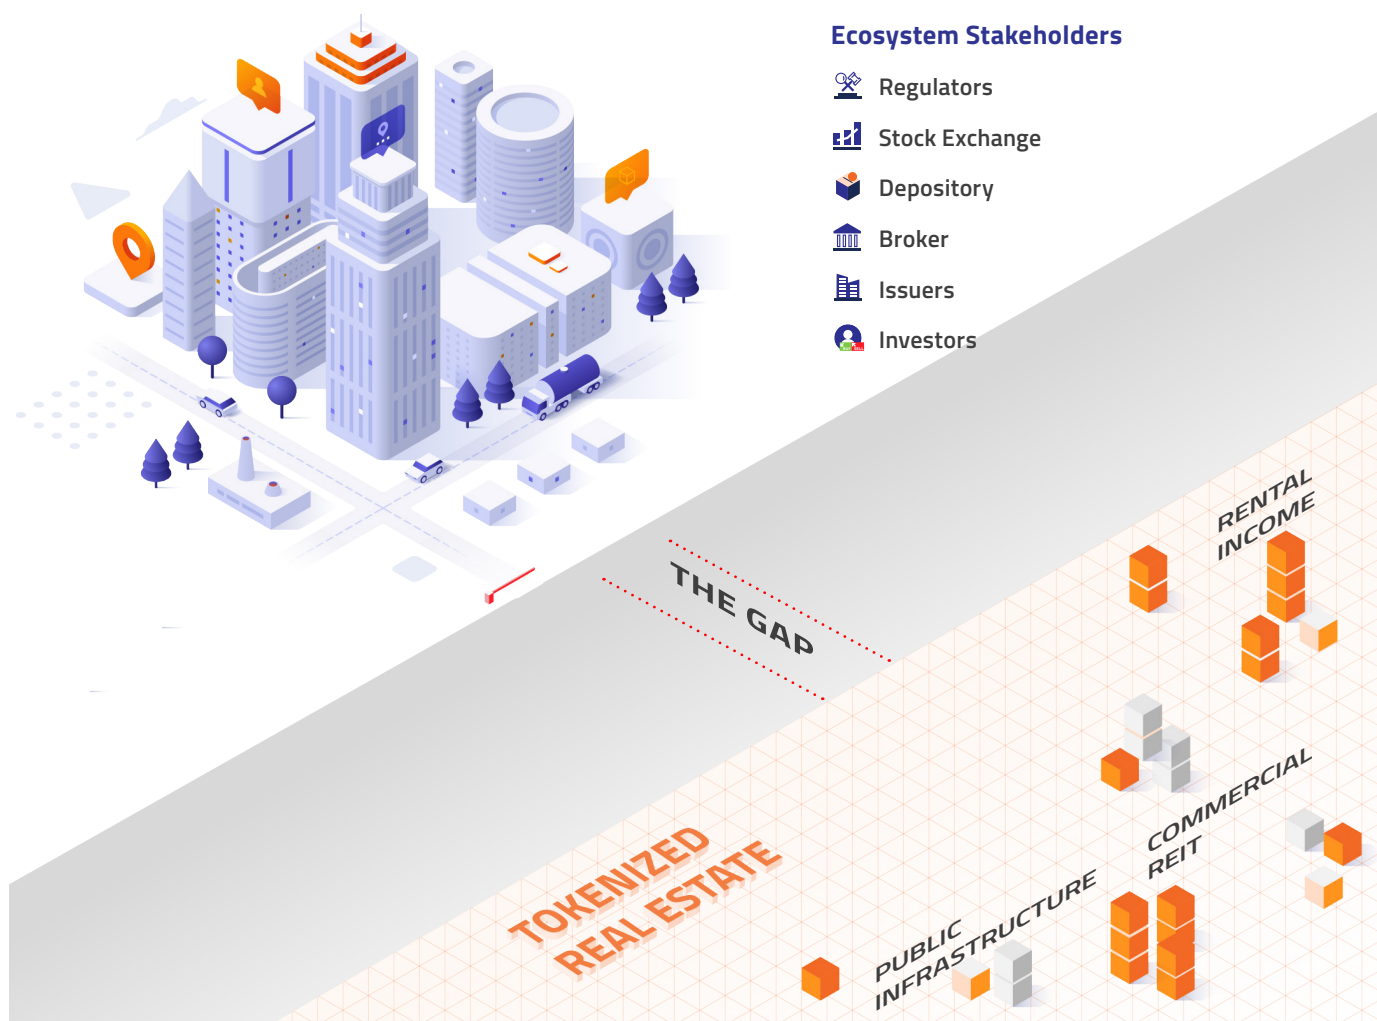 Ecosystem Stakeholders
Regulators
Stock Exchange
Depository
Broker
Issuers
Investors
RENTAL
INCOME
THE GAP
COMMERCIAL
REIT
TOKENIZED
REAL ESTATE
PUBLIC
INFRASTRUCTURE